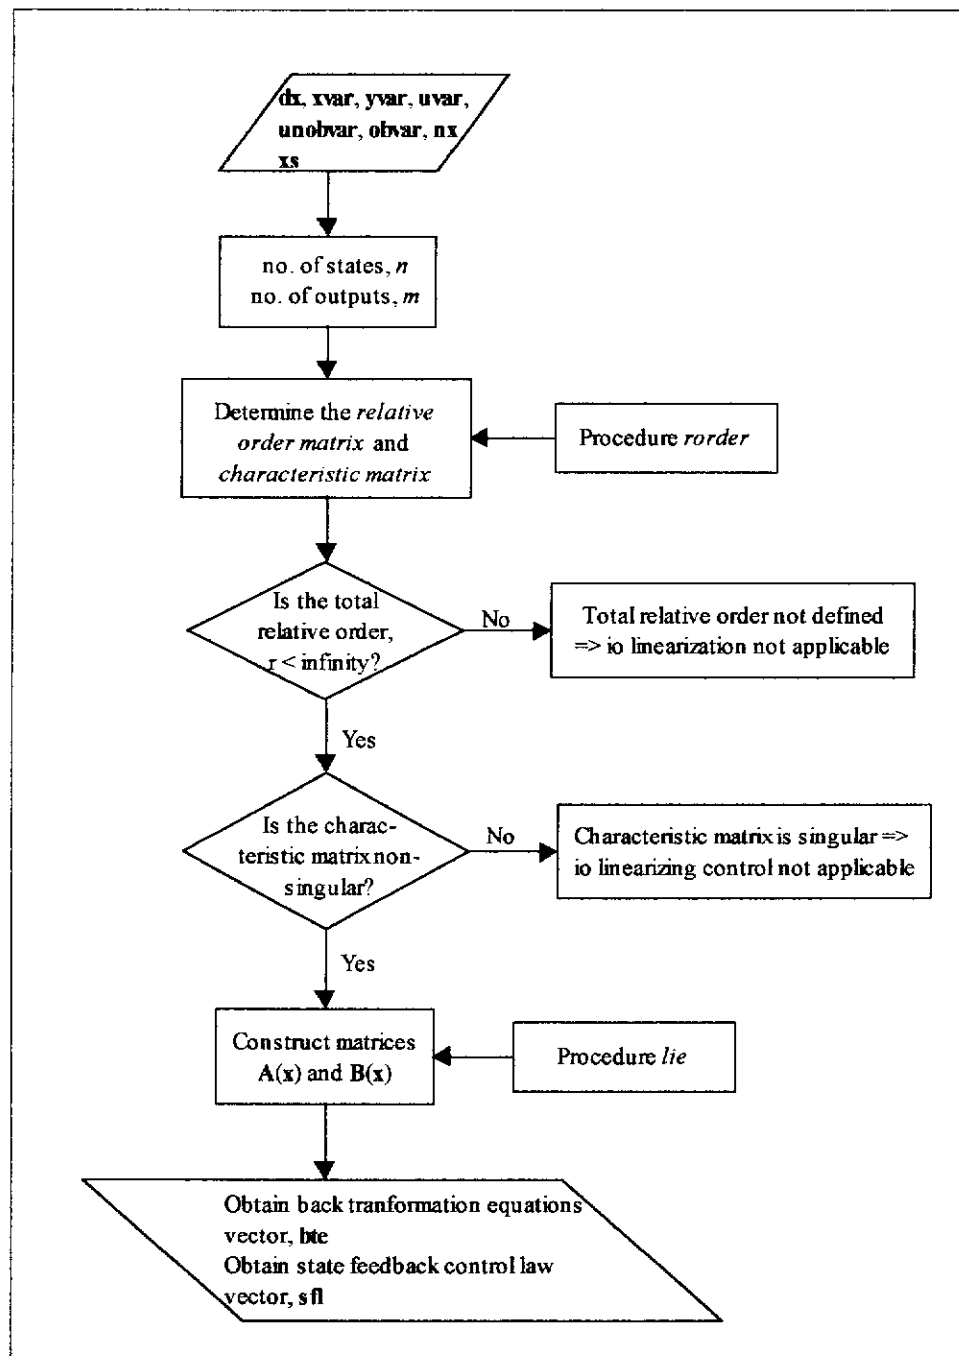 dx, xvar, yvar, uvar,
unobvar, obvar, nx
xs
no. of states, n
no. of outputs, m
Determine the relative
order matrix and
characteristic matrix
Procedure rorder
Is the total
relative order,
r < infinity?
No
Total relative order not defined
=> io linearization not applicable
Yes
Is the charac-
teristic matrix non-
singular?
No
Characteristic matrix is singular =>
io linearizing control not applicable
Yes
Construct matrices
A(x) and B(x)
Procedure lie
Obtain back tranformation equations
vector, bte
Obtain state feedback control law
vector, sfl